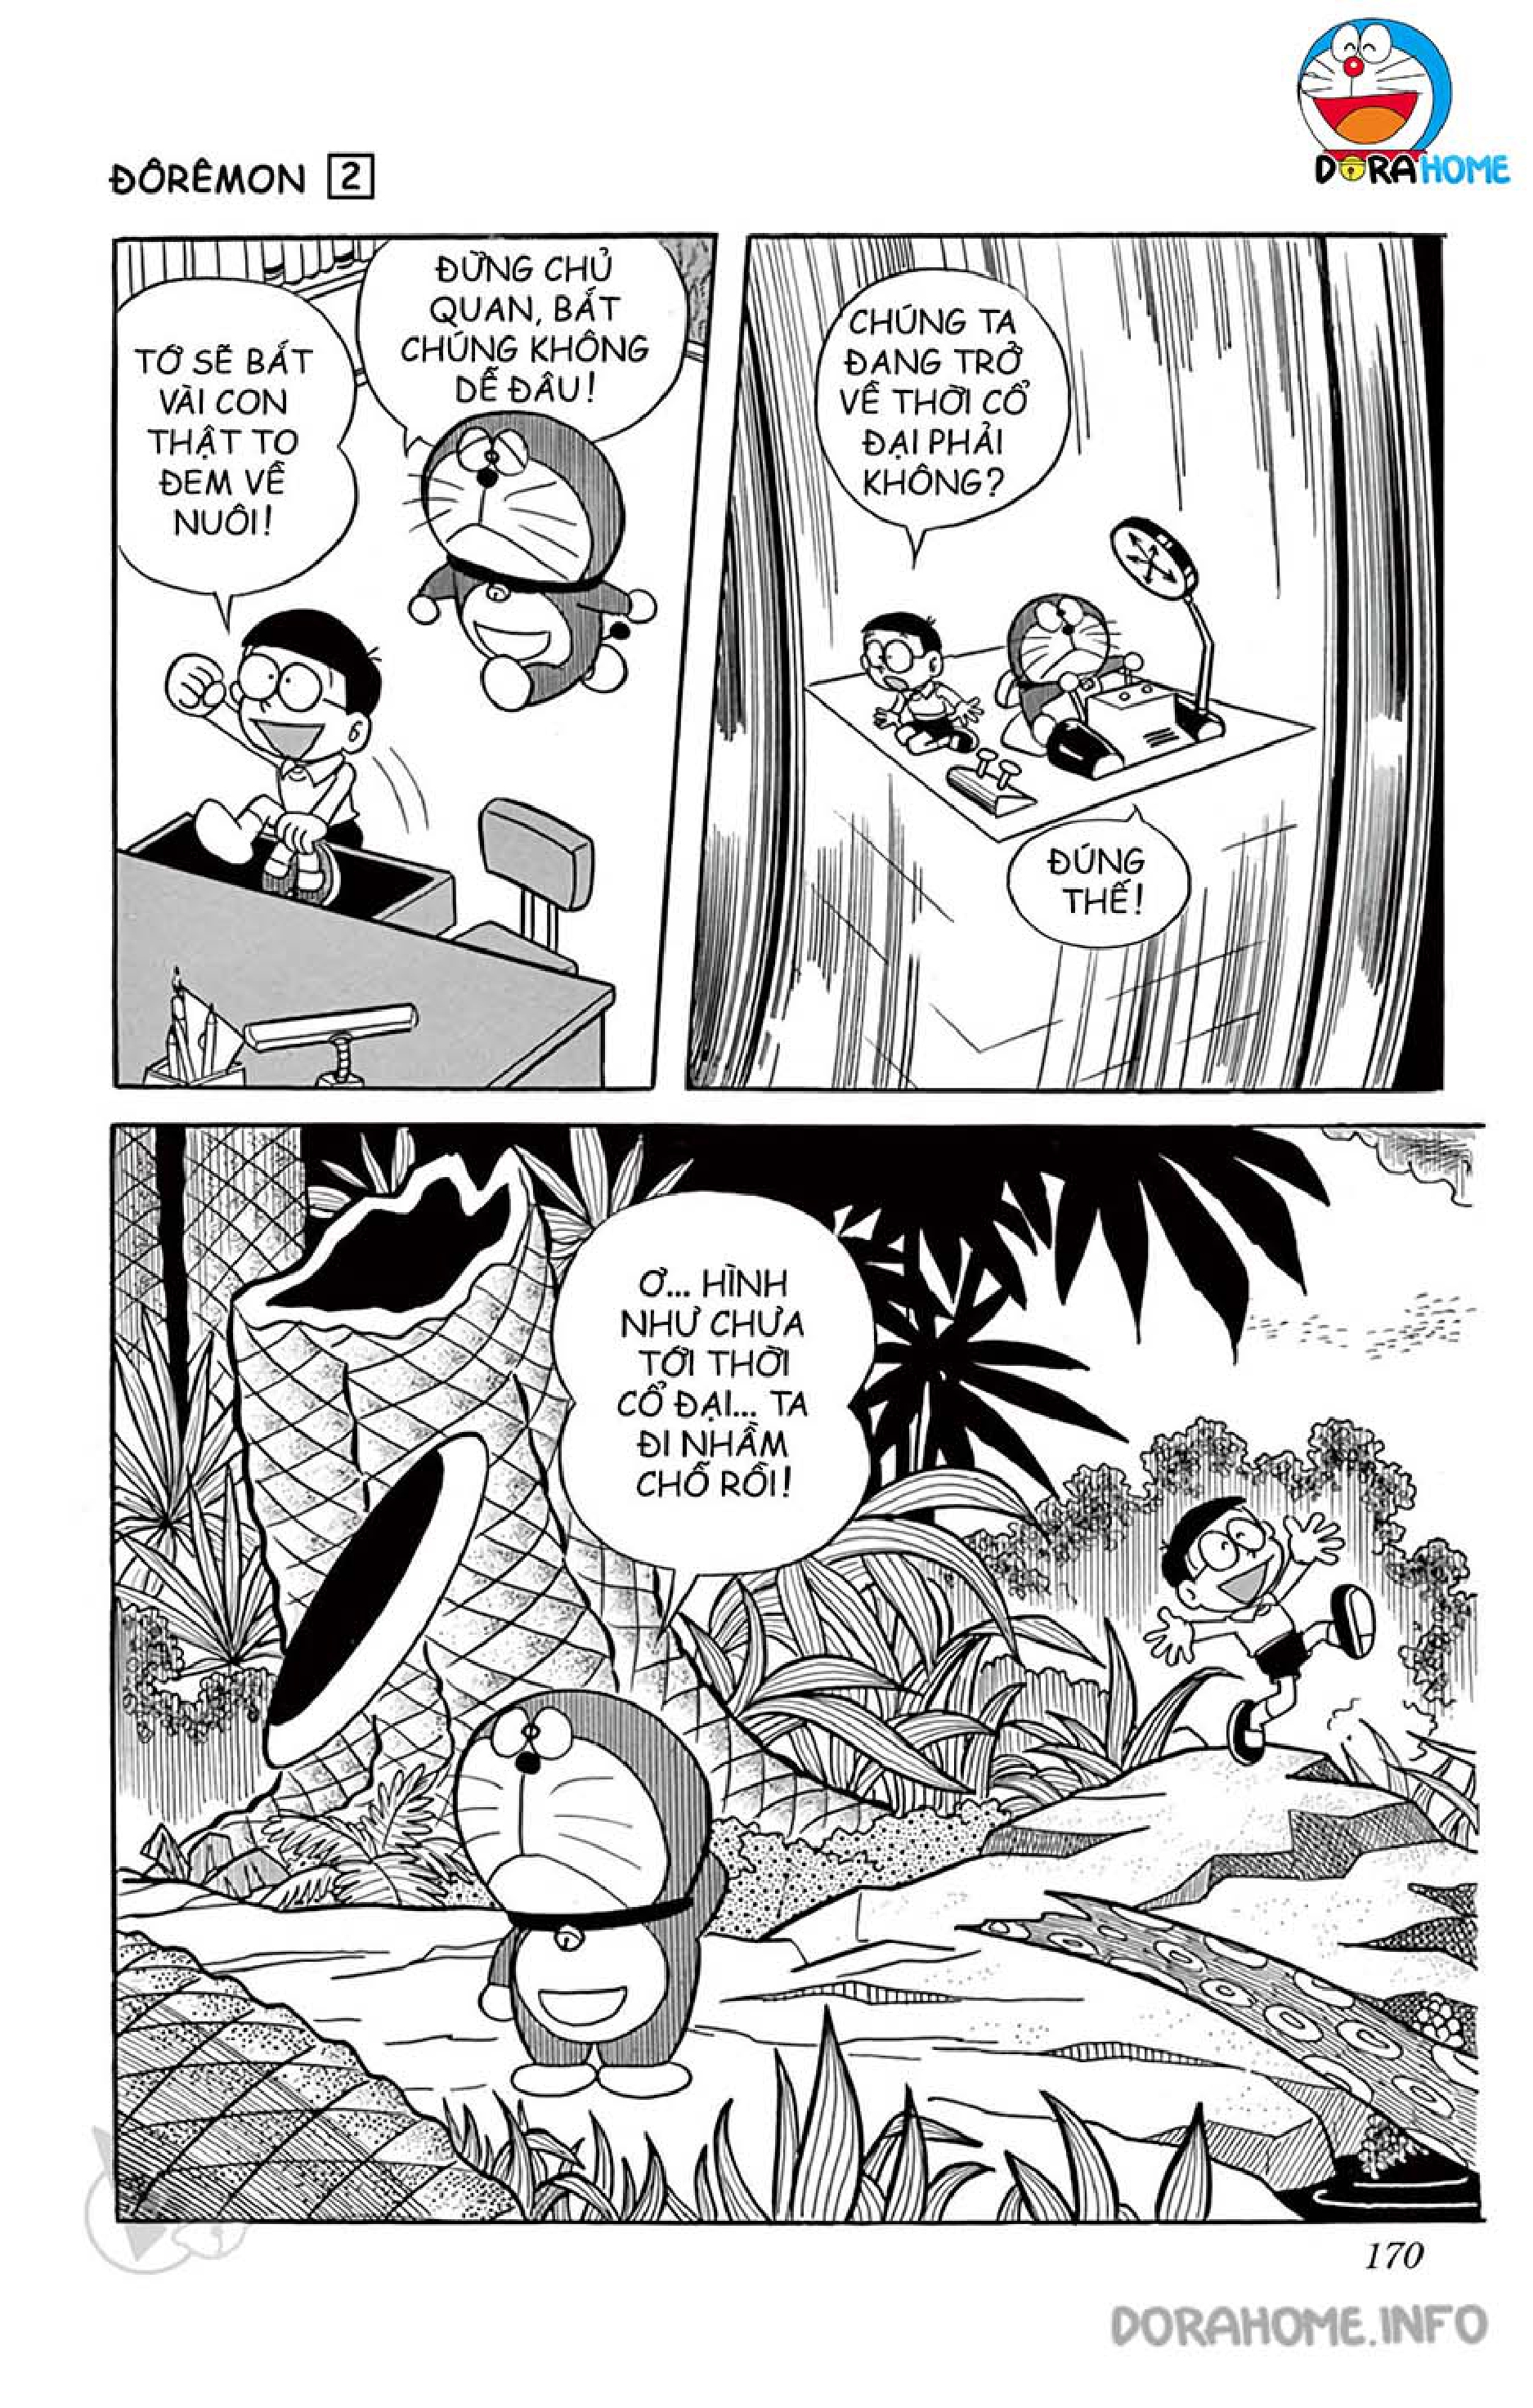 DORAHOME
ĐÔRÊMON 2
TỚ SẼ BẮT
VÀI CON
THẬT TO
ĐEM VỀ
NUÔI!
ĐỪNG CHỦ
QUAN, BẮT
CHÚNG KHÔNG
DỄ ĐÂU!
CHÚNG TA
ĐANG TRỞ
VỀ THỜI CỔ
ĐẠI PHẢI
KHÔNG?
ĐÚNG
THẾ!
Ơ... HÌNH
NHƯ CHƯA
TỚI THỜI
CỔ ĐẠI... TA
ĐI NHẦM
CHỖ RỒI!
170
DORAHOME.INFO